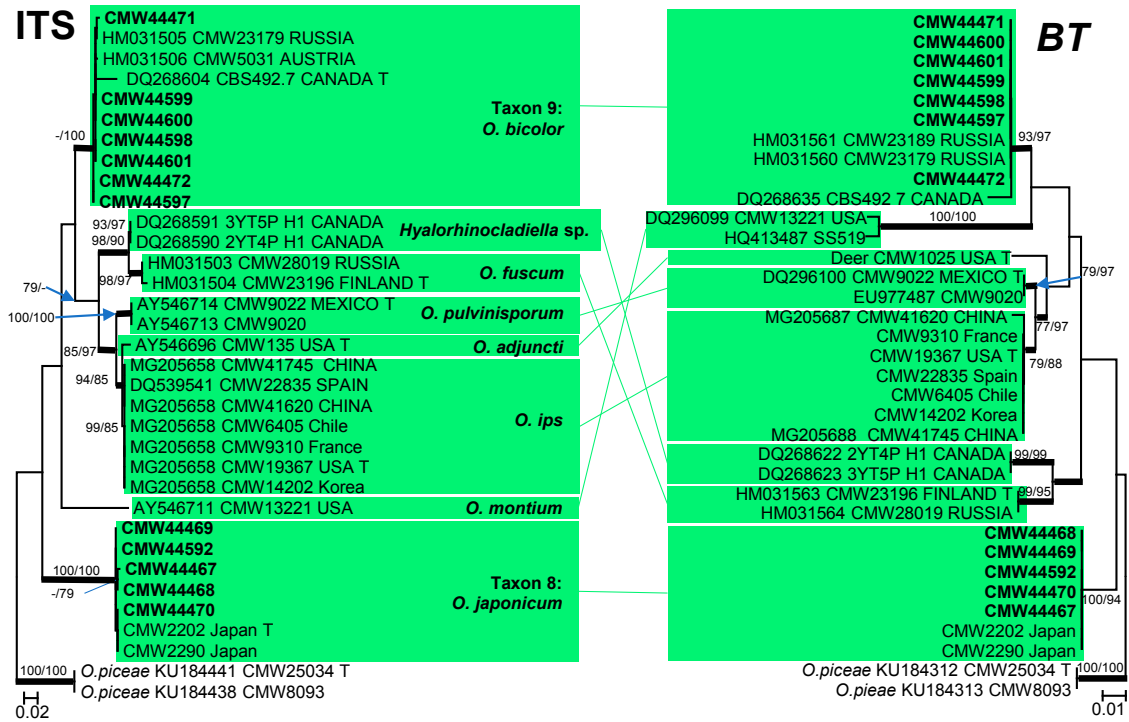 ITS
CMW44471
HM031505 CMW23179 RUSSIA
HM031506 CMW5031 AUSTRIA
DQ268604 CBS492.7 CANADA T
CMW44599
CMW44600
CMW44598
CMW44601
CMW44472
CMW44597
Taxon 9:
O. bicolor
-/100
DQ268591 3YT5P H1 CANADA
DQ268590 2YT4P H1 CANADA
Hyalorhinocladiella sp.
93/97
98/90
HM031503 CMW28019 RUSSIA
HM031504 CMW23196 FINLAND T
O. fuscum
98/97
79/-
AY546714 CMW9022 MEXICO T
AY546713 CMW9020
O. pulvinisporum
100/100
AY546696 CMW135 USA T
O. adjuncti
85/97
94/85
MG205658 CMW41745 CHINA
DQ539541 CMW22835 SPAIN
MG205658 CMW41620 CHINA
MG205658 CMW6405 Chile
MG205658 CMW9310 France
MG205658 CMW19367 USA T
MG205658 CMW14202 Korea
O. ips
99/85
AY546711 CMW13221 USA
O. montium
CMW44469
CMW44592
CMW44467
CMW44468
CMW44470
CMW2202 Japan T
CMW2290 Japan
Taxon 8:
O. japonicum
100/100
-/79
100/100
O.piceae KU184441 CMW25034 T
O.piceae KU184438 CMW8093
0.02
BT
CMW44471
CMW44600
CMW44601
CMW44599
CMW44598
CMW44597
HM031561 CMW23189 RUSSIA
HM031560 CMW23179 RUSSIA
CMW44472
DQ268635 CBS492 7 CANADA
93/97
DQ296099 CMW13221 USA
HQ413487 SS519
100/100
Deer CMW1025 USA T
DQ296100 CMW9022 MEXICO T
EU977487 CMW9020
79/97
77/97
MG205687 CMW41620 CHINA
CMW9310 France
CMW19367 USA T
CMW22835 Spain
CMW6405 Chile
CMW14202 Korea
MG205688 CMW41745 CHINA
79/88
DQ268622 2YT4P H1 CANADA
DQ268623 3YT5P H1 CANADA
99/99
HM031563 CMW23196 FINLAND T
HM031564 CMW28019 RUSSIA
99/95
CMW44468
CMW44469
CMW44592
CMW44470
CMW44467
CMW2202 Japan
CMW2290 Japan
100/94
O.piceae KU184312 CMW25034 T
O.pieae KU184313 CMW8093
100/100
0.01